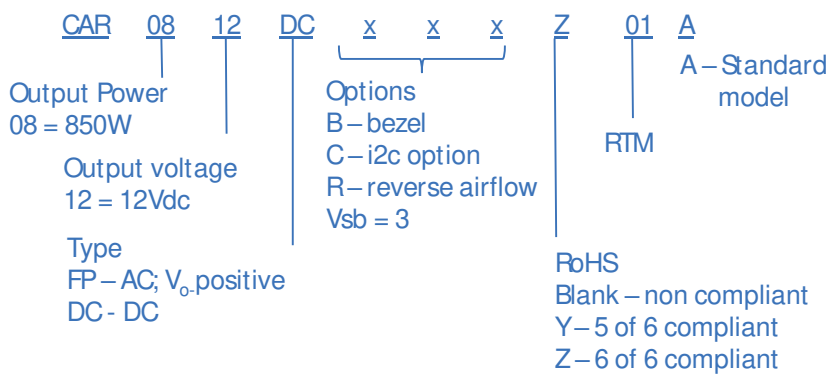 CAR 08 12 DC x x x Z 01 A
A – Standard
model
Output Power
08 = 850W
Options
B – bezel
C – i2c option
R – reverse airflow
Vsb = 3
RTM
Output voltage
12 = 12Vdc
Type
FP – AC; Vo-positive
DC - DC
RoHS
Blank – non compliant
Y – 5 of 6 compliant
Z – 6 of 6 compliant